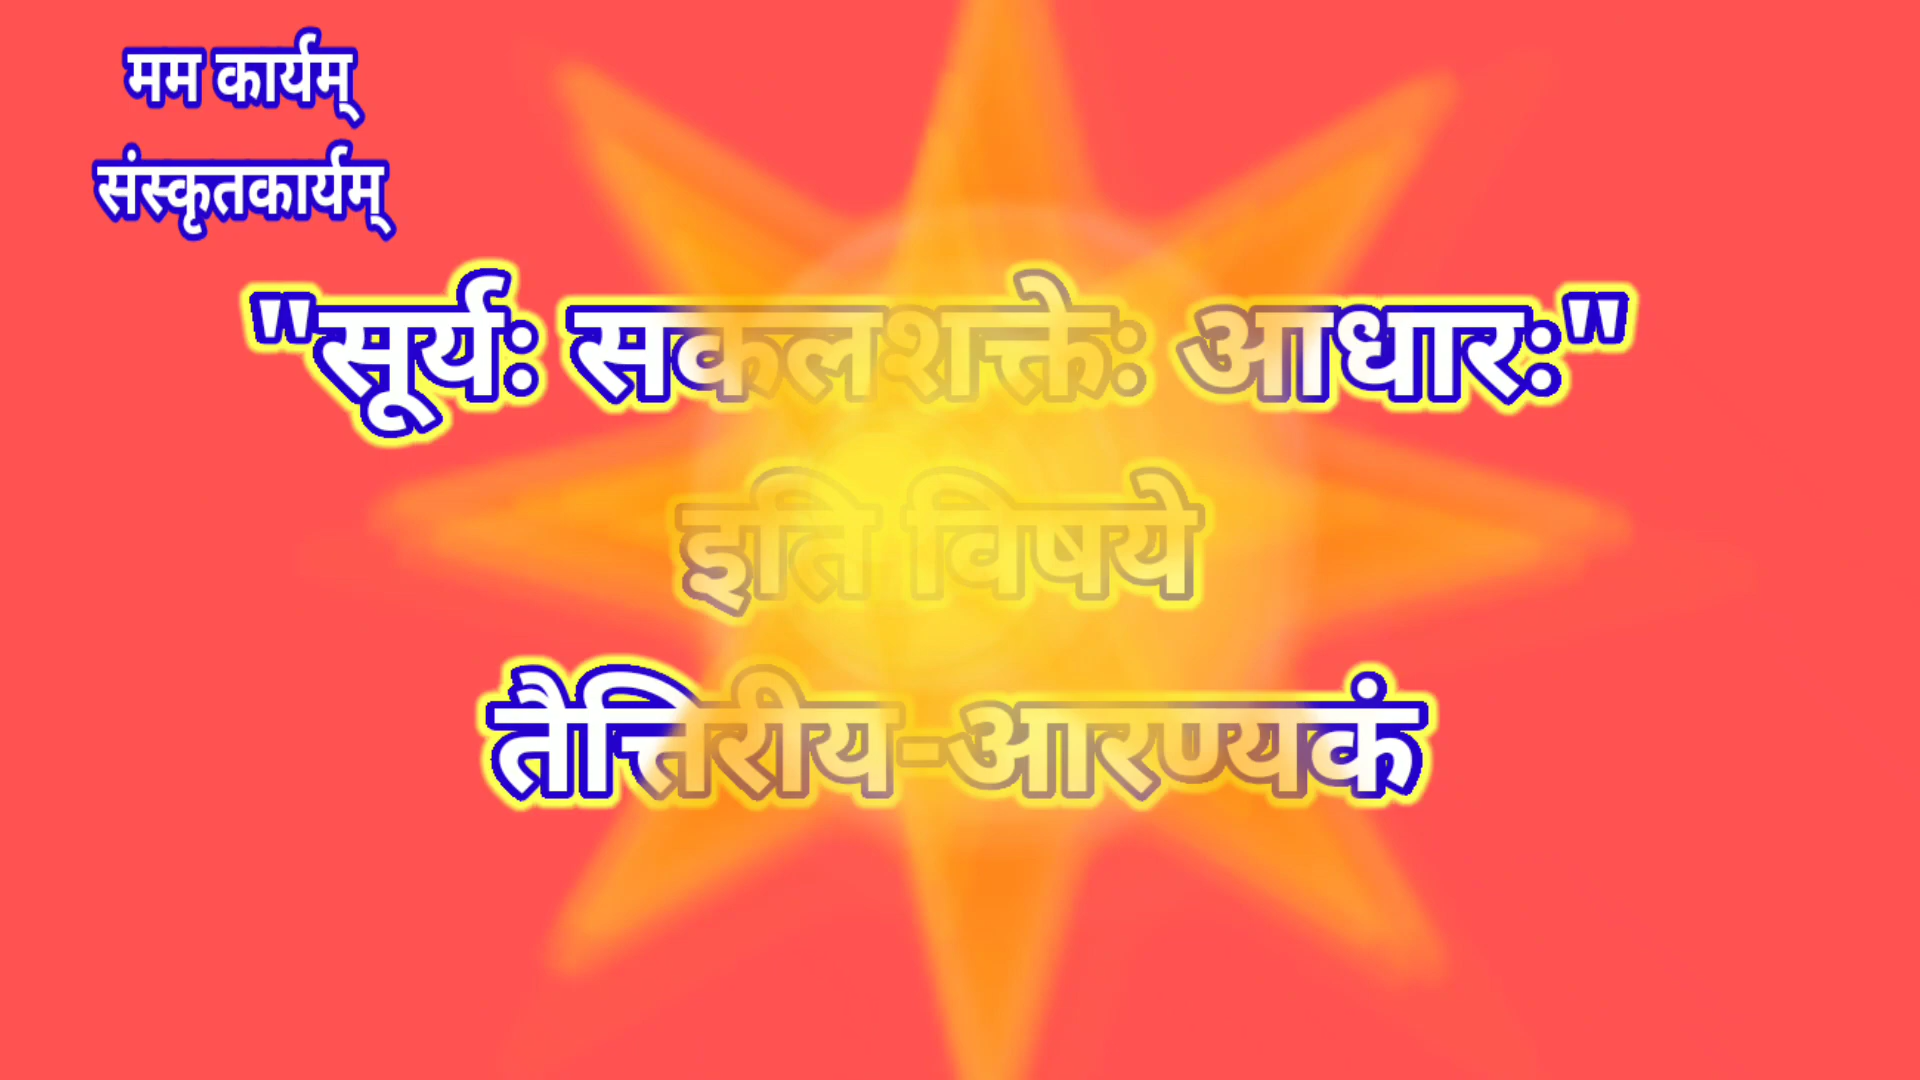 मम कार्यम्
संस्कृतकार्यम्
"सूर्यः सकलशक्तेः आधारः"
इति विषये
तैत्तिरीय-आरण्यकं